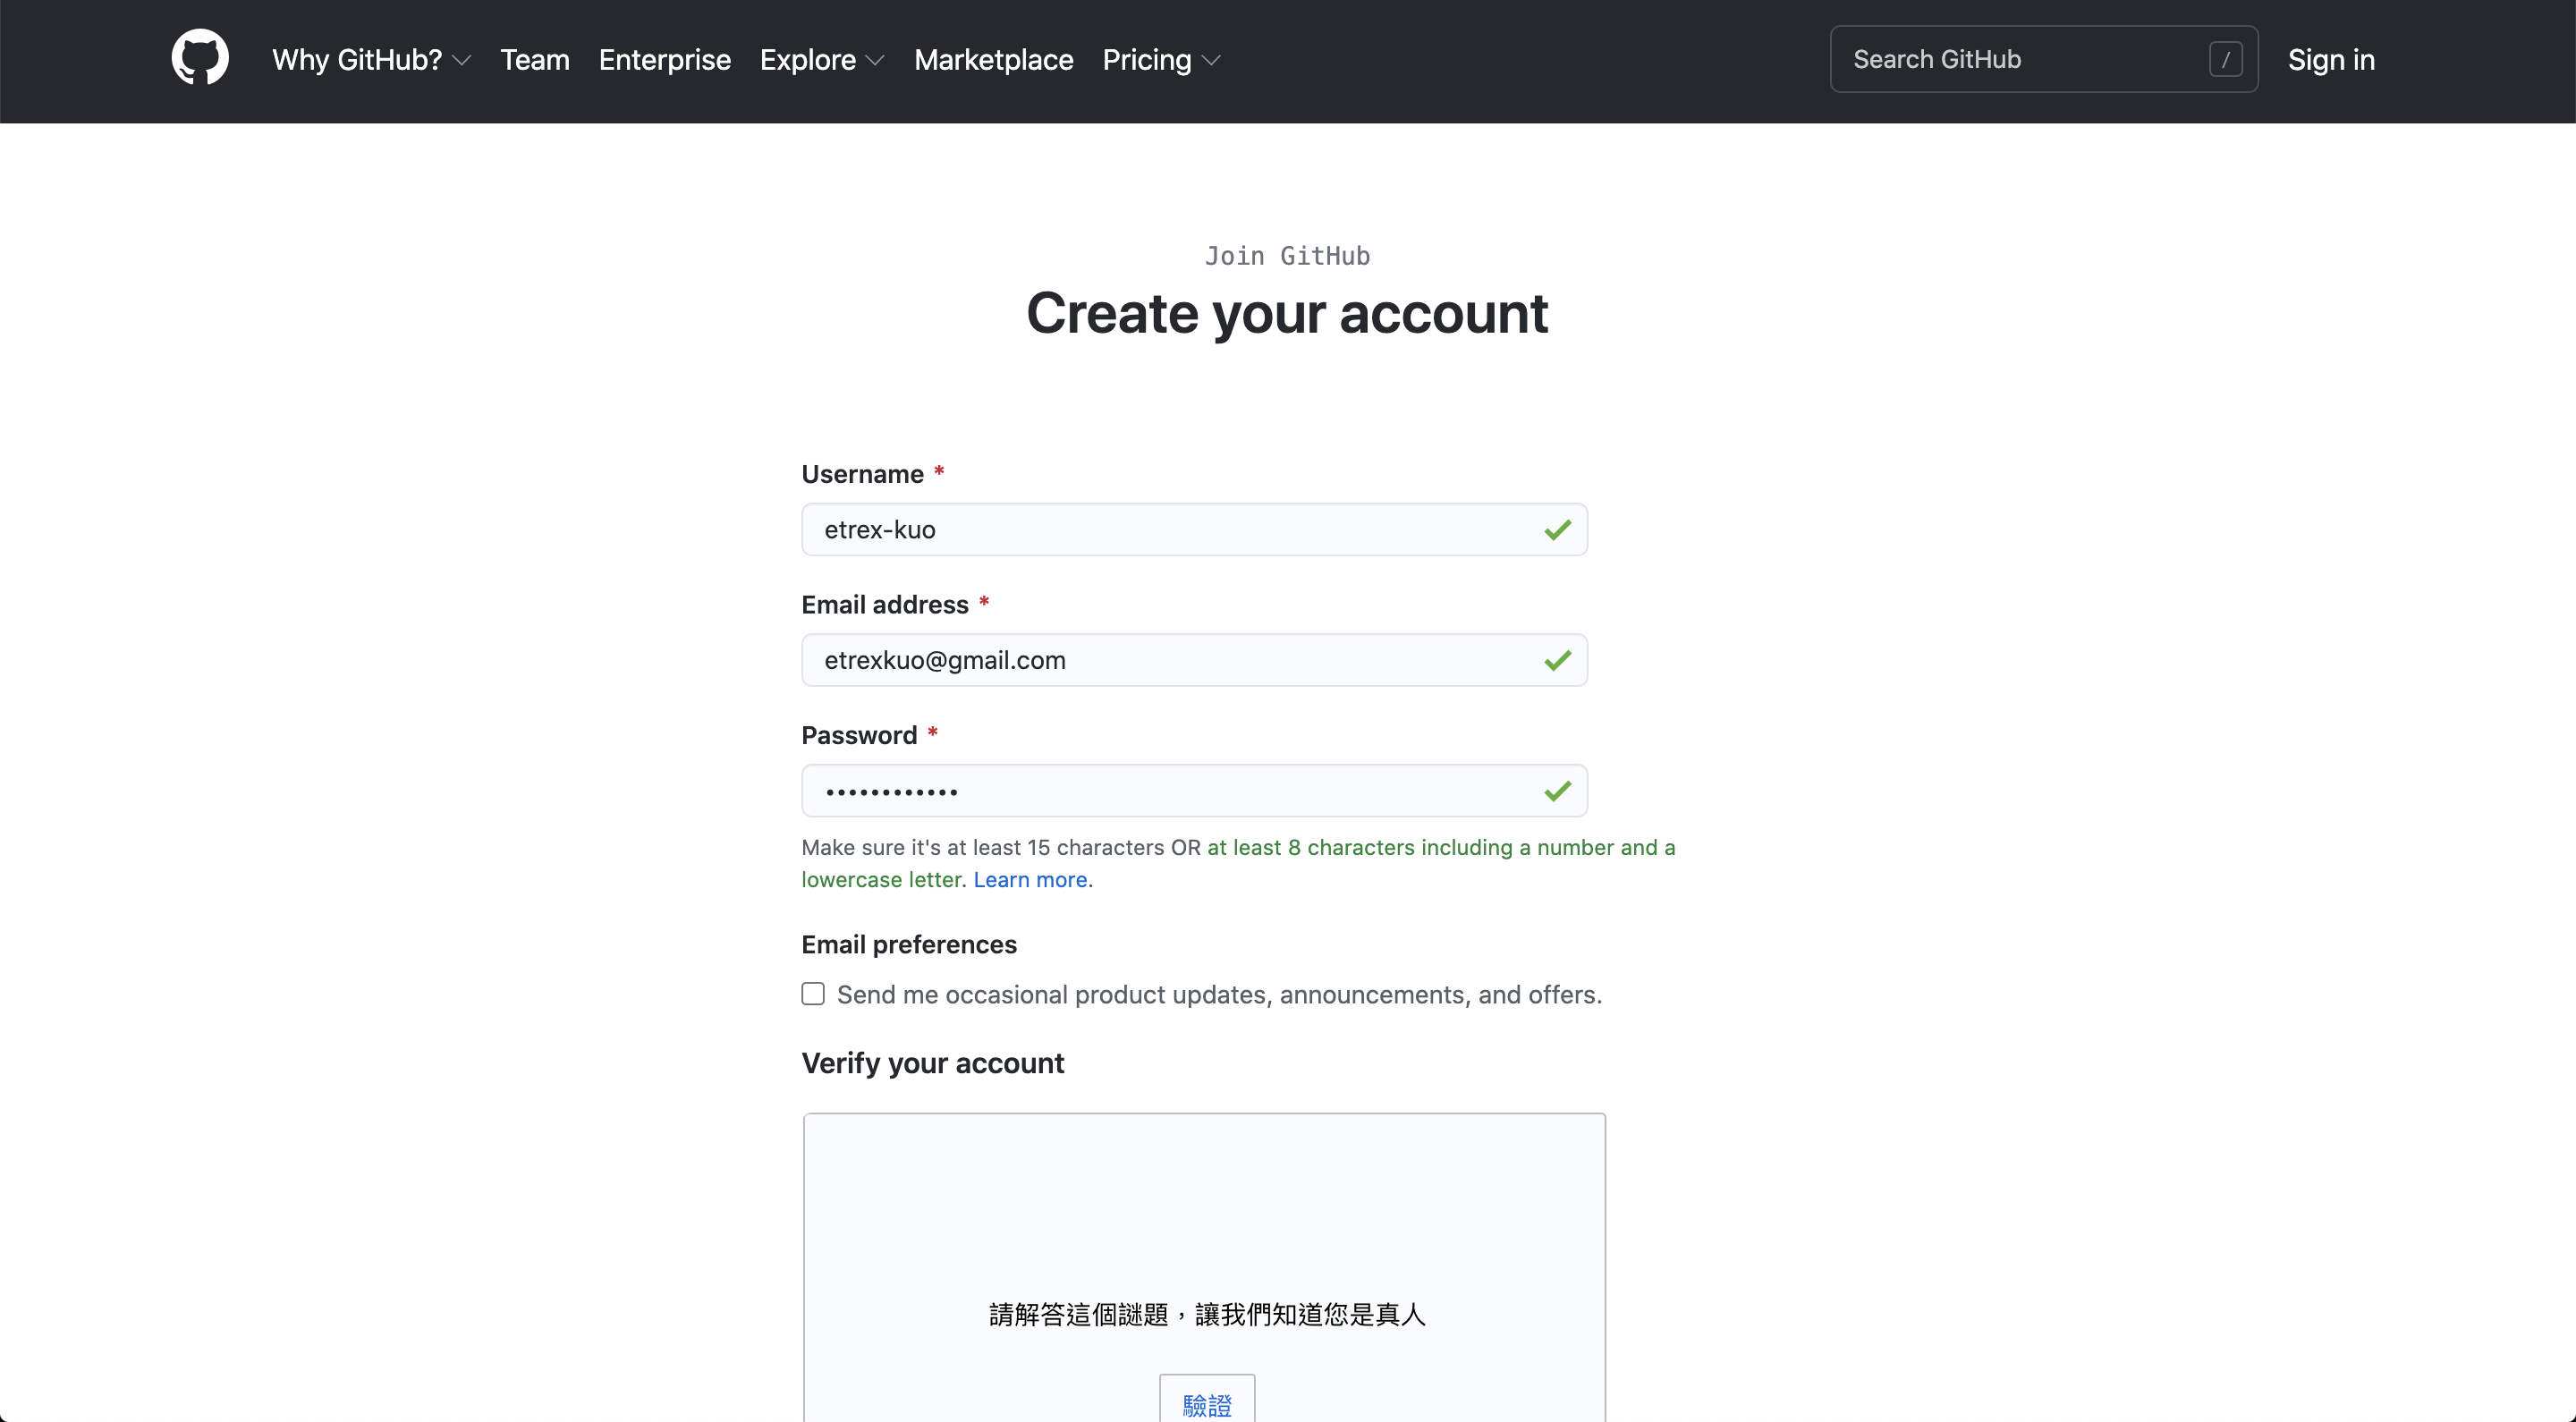 Why GitHub? Team Enterprise Explore Marketplace Pricing Search GitHub / Sign in
Join GitHub
Create your account
Username *
etrex-kuo
Email address *
etrexkuo@gmail.com
Password *
••••••••••••
Make sure it's at least 15 characters OR at least 8 characters including a number and a
lowercase letter. Learn more.
Email preferences
Send me occasional product updates, announcements, and offers.
Verify your account
請解答這個謎題，讓我們知道您是真人
驗證